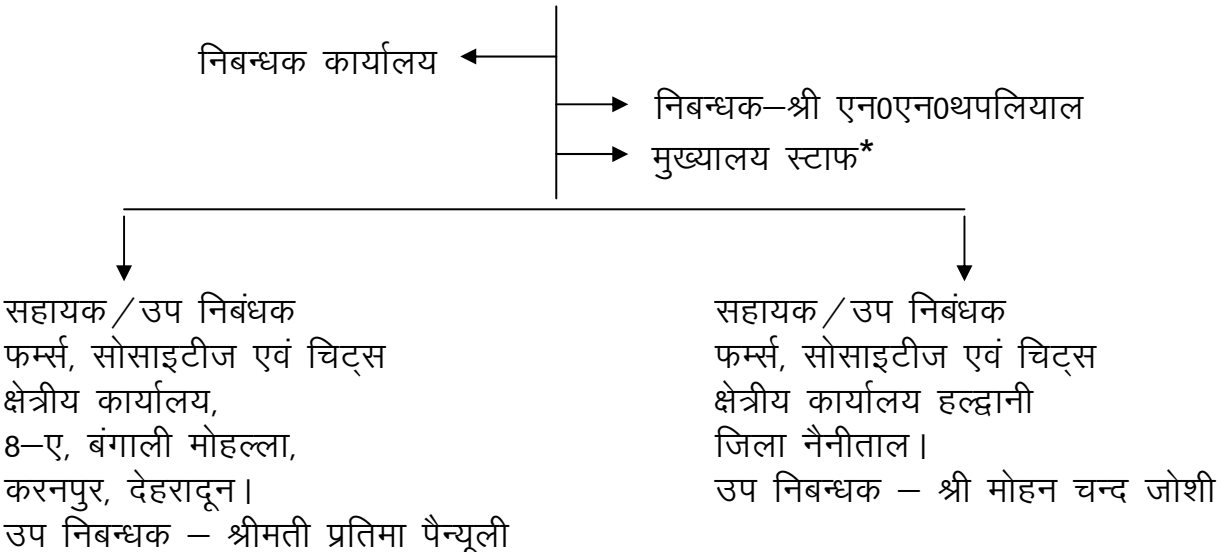 निबन्धक कार्यालय
निबन्धक–श्री एन0एन0थपलियाल
मुख्यालय स्टाफ*
सहायक/उप निबंधक
फर्म्स, सोसाइटीज एवं चिट्स
क्षेत्रीय कार्यालय,
8–ए, बंगाली मोहल्ला,
करनपुर, देहरादून।
उप निबन्धक – श्रीमती प्रतिमा पैन्यूली
सहायक/उप निबंधक
फर्म्स, सोसाइटीज एवं चिट्स
क्षेत्रीय कार्यालय हल्द्वानी
जिला नैनीताल।
उप निबन्धक – श्री मोहन चन्द जोशी